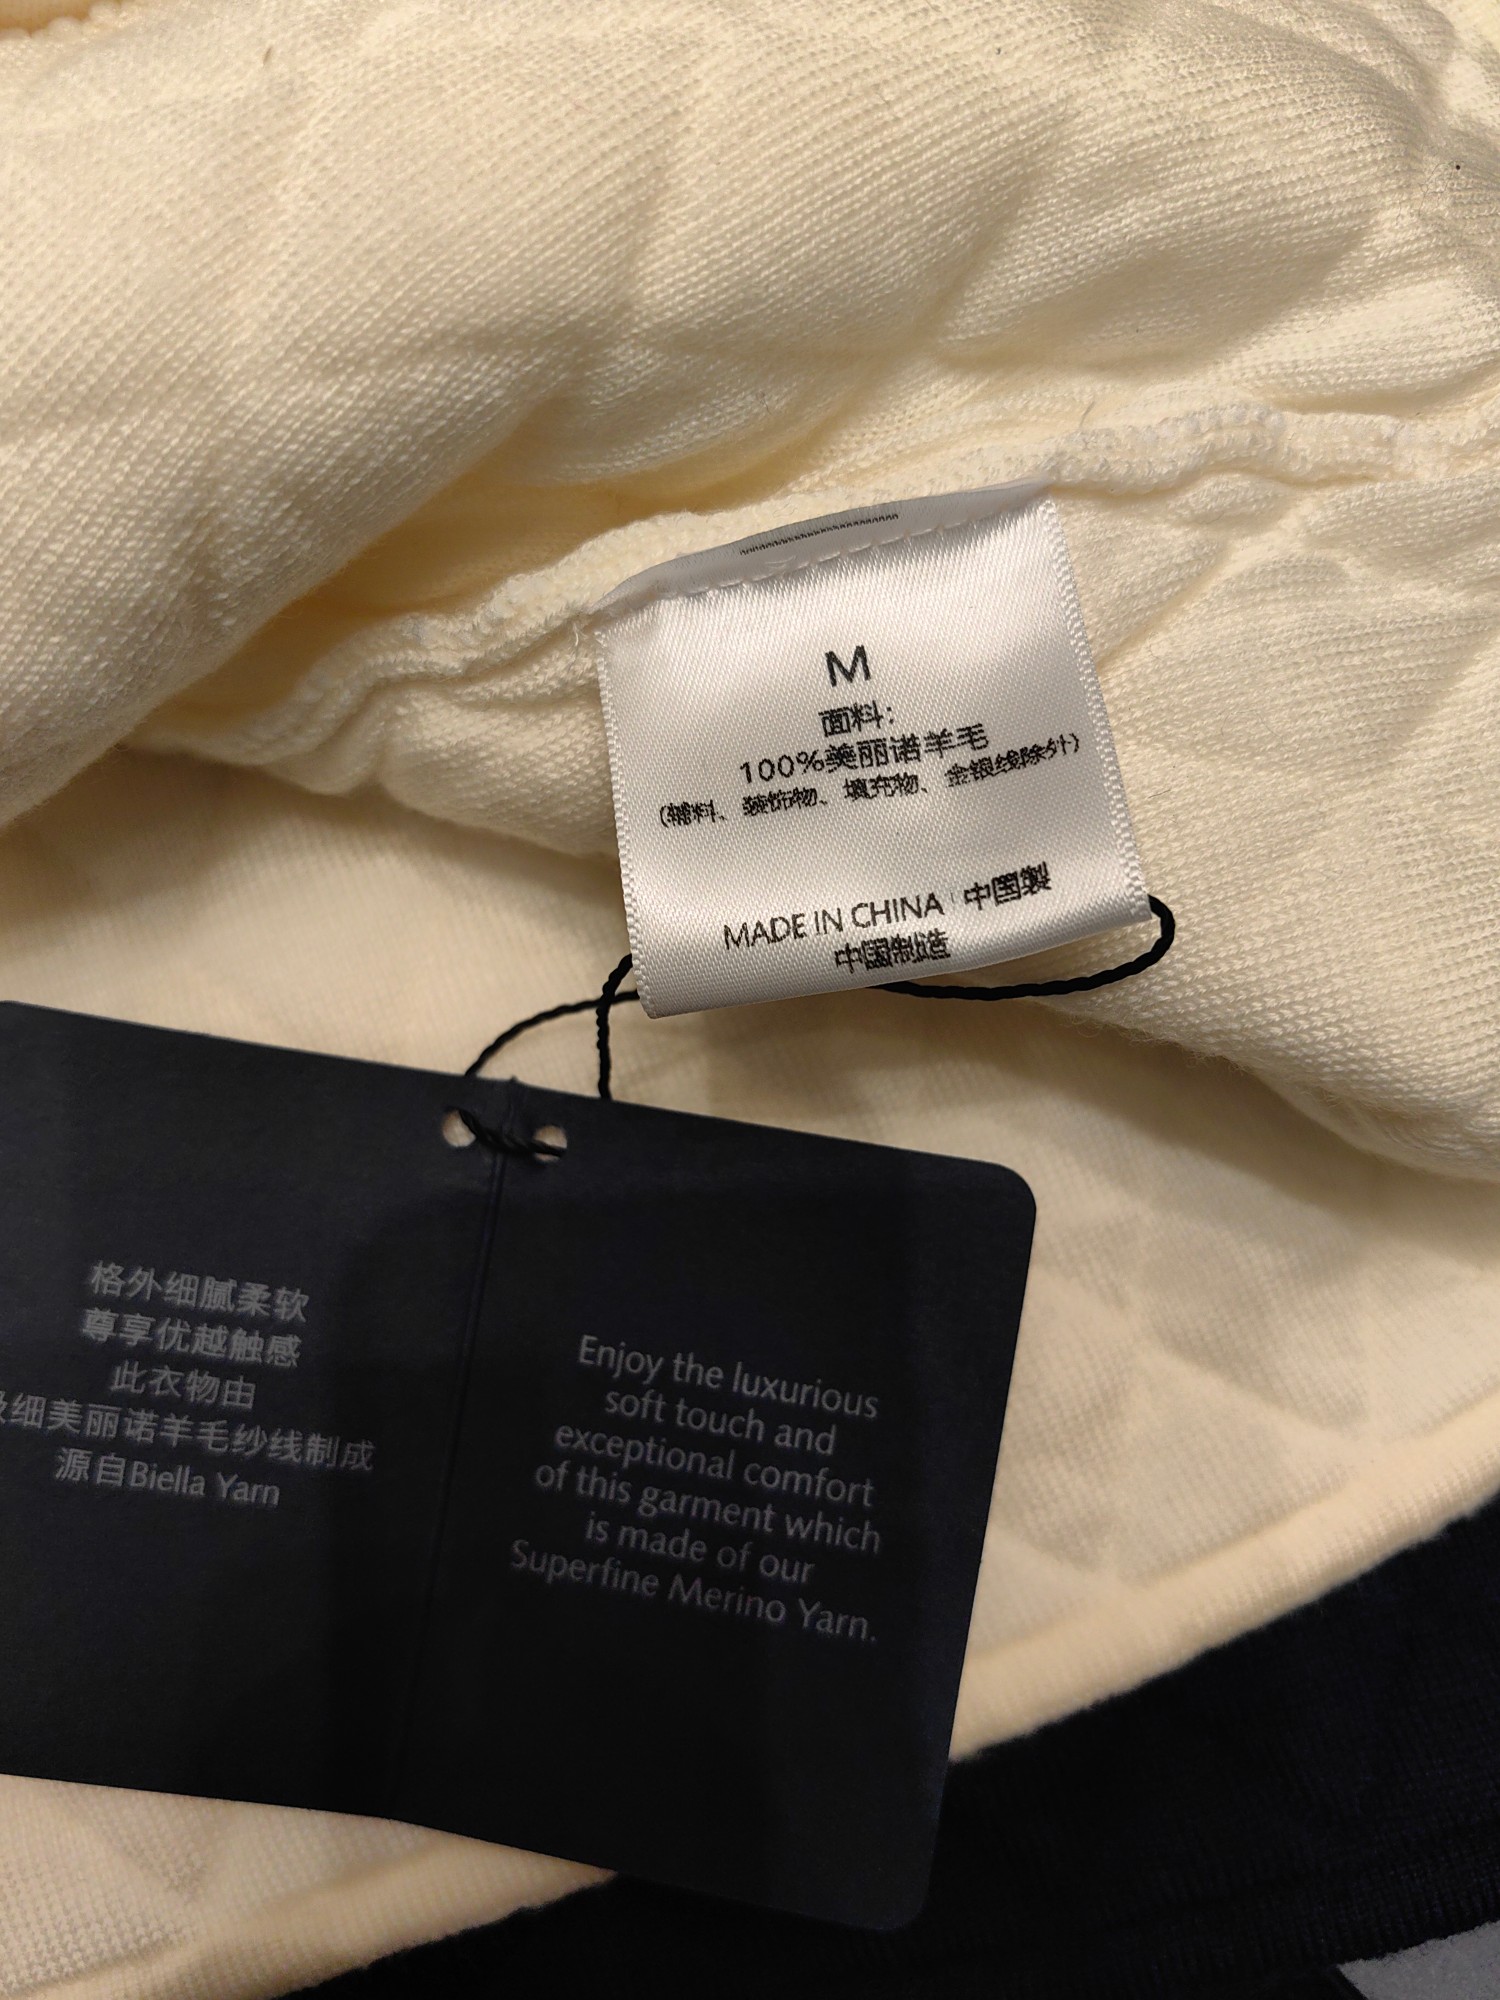 M
面料:
100%美丽诺羊毛
(辅料、装饰物、填充物、金银线除外)
MADE IN CHINA 中国製
中国制造
格外细腻柔软
尊享优越触感
此衣物由
细美丽诺羊毛纱线制成
源自Biella Yarn
Enjoy the luxurious
soft touch and
exceptional comfort
of this garment which
is made of our
Superfine Merino Yarn.